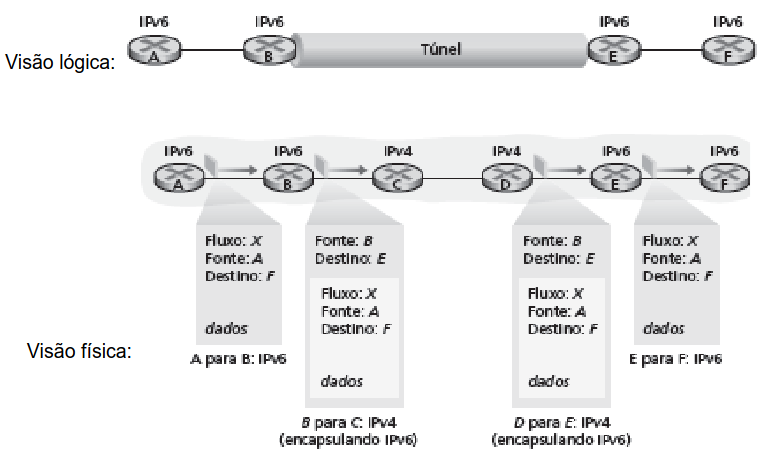 IPv6 IPv6 IPv6 IPv6
Visão lógica:
A B Túnel E F
IPv6 IPv6 IPv4 IPv4 IPv6 IPv6
A B C D E F
Fluxo: X
Fonte: A
Destino: F
dados
A para B: IPv6
Fonte: B
Destino: E
Fluxo: X
Fonte: A
Destino: F
dados
B para C: IPv4
(encapsulando IPv6)
Fonte: B
Destino: E
Fluxo: X
Fonte: A
Destino: F
dados
D para E: IPv4
(encapsulando IPv6)
Fluxo: X
Fonte: A
Destino: F
dados
E para F: IPv6
Visão física: